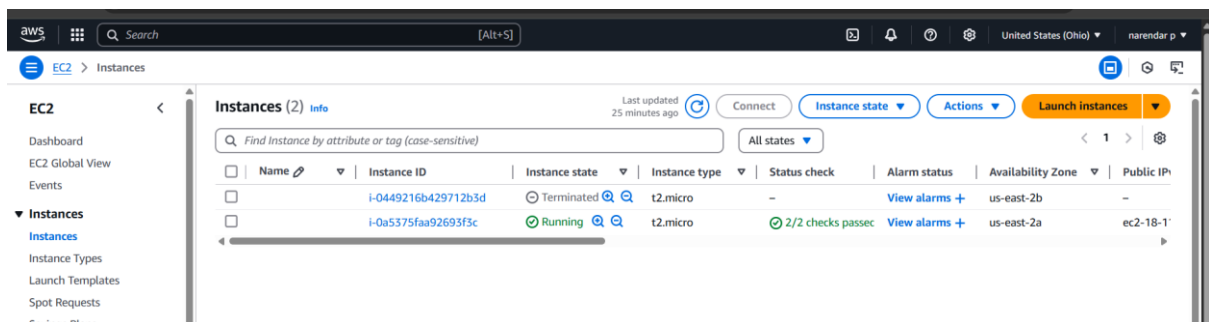 aws Search [Alt+S] United States (Ohio) narendar p
EC2 > Instances
EC2
Dashboard
EC2 Global View
Events
Instances
Instances
Instance Types
Launch Templates
Spot Requests
Instances (2) Info Last updated 25 minutes ago Connect Instance state Actions Launch instances
Find Instance by attribute or tag (case-sensitive) All states 1
Name Instance ID Instance state Instance type Status check Alarm status Availability Zone Public IPv
i-0449216b429712b3d Terminated t2.micro – View alarms + us-east-2b –
i-0a5375faa92693f3c Running t2.micro 2/2 checks passec View alarms + us-east-2a ec2-18-1